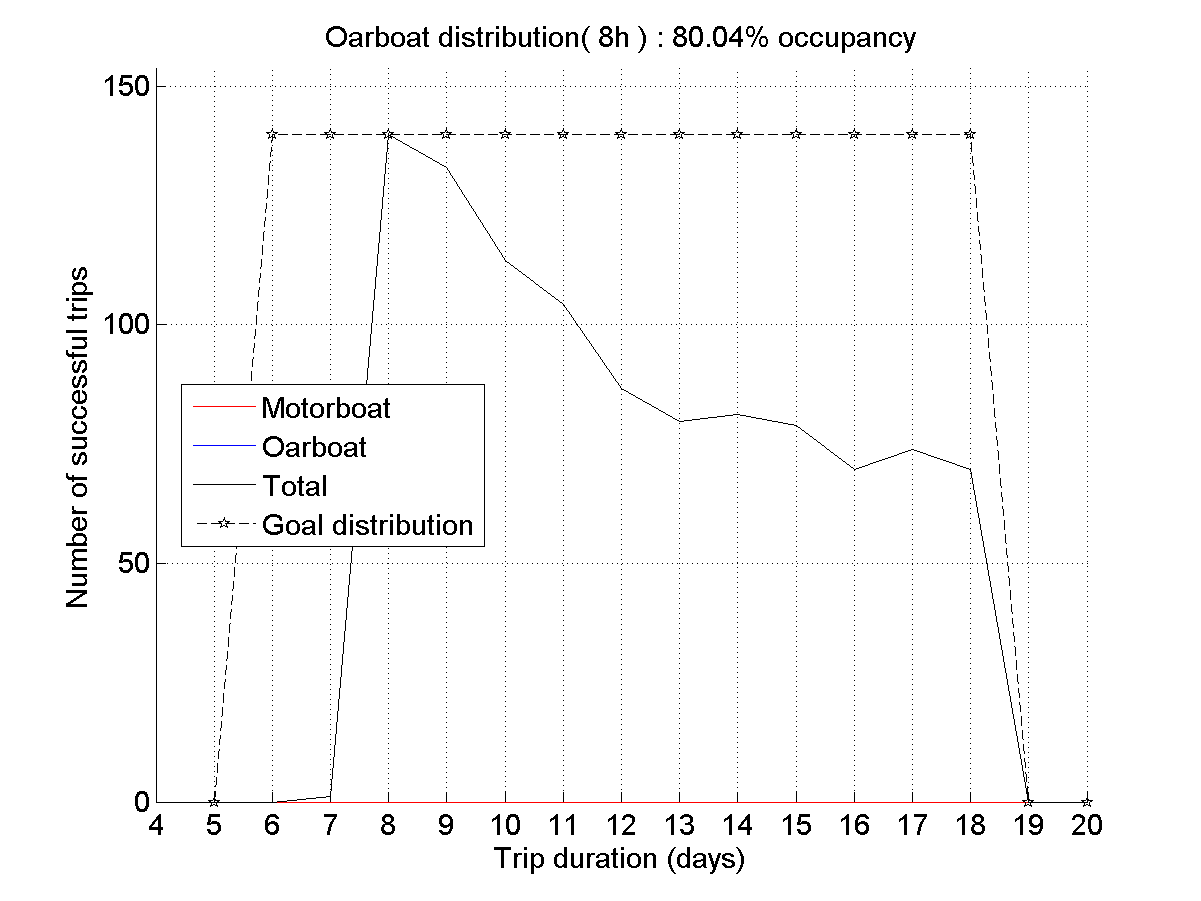 Oarboat distribution( 8h ) : 80.04% occupancy
150
100
50
0
Number of successful trips
Motorboat
Oarboat
Total
Goal distribution
4 5 6 7 8 9 10 11 12 13 14 15 16 17 18 19 20
Trip duration (days)